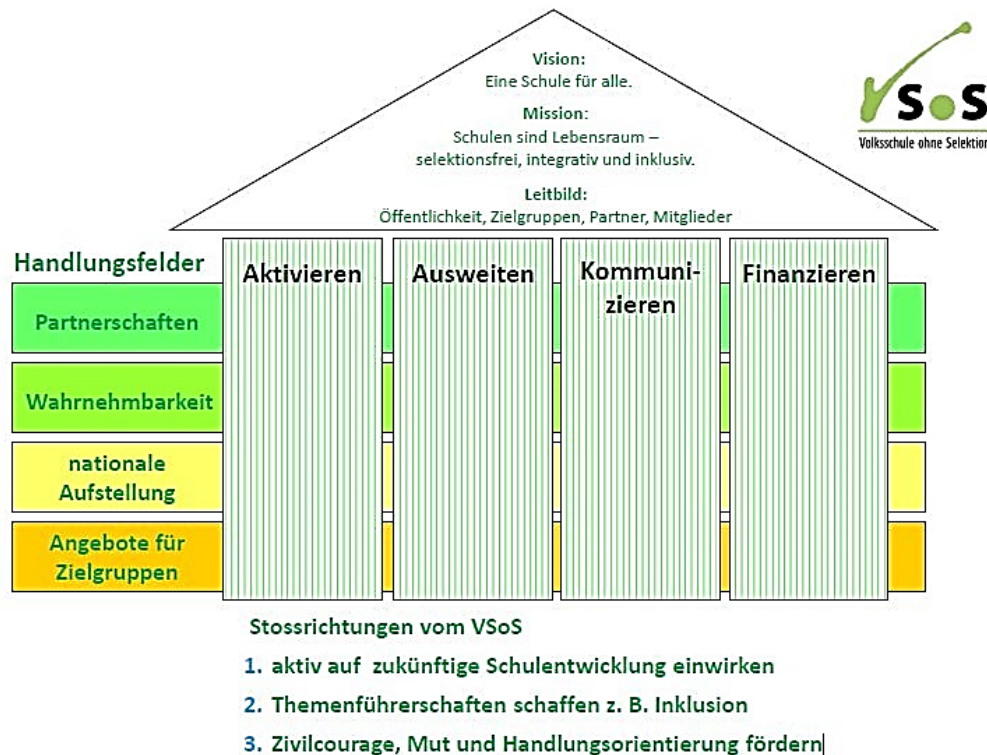 Vision:
Eine Schule für alle.
Mission:
Schulen sind Lebensraum –
selektionsfrei, integrativ und inklusiv.
Leitbild:
Öffentlichkeit, Zielgruppen, Partner, Mitglieder
VSoS
Volksschule ohne Selektion
Handlungsfelder
Aktivieren
Ausweiten
Kommuni-
zieren
Finanzieren
Partnerschaften
Wahrnehmbarkeit
nationale
Aufstellung
Angebote für
Zielgruppen
Stossrichtungen vom VSoS
1. aktiv auf zukünftige Schulentwicklung einwirken
2. Themenführerschaften schaffen z. B. Inklusion
3. Zivilcourage, Mut und Handlungsorientierung fördern